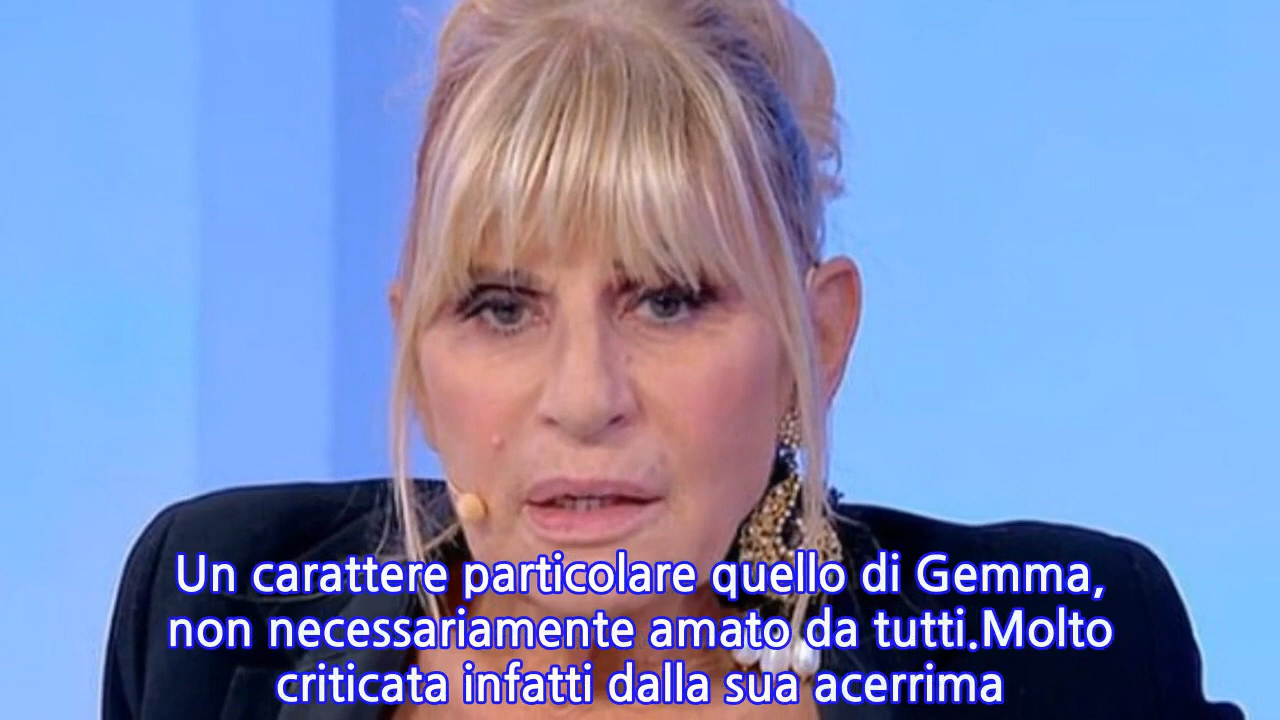 Un carattere particolare quello di Gemma,
non necessariamente amato da tutti.Molto
criticata infatti dalla sua acerrima